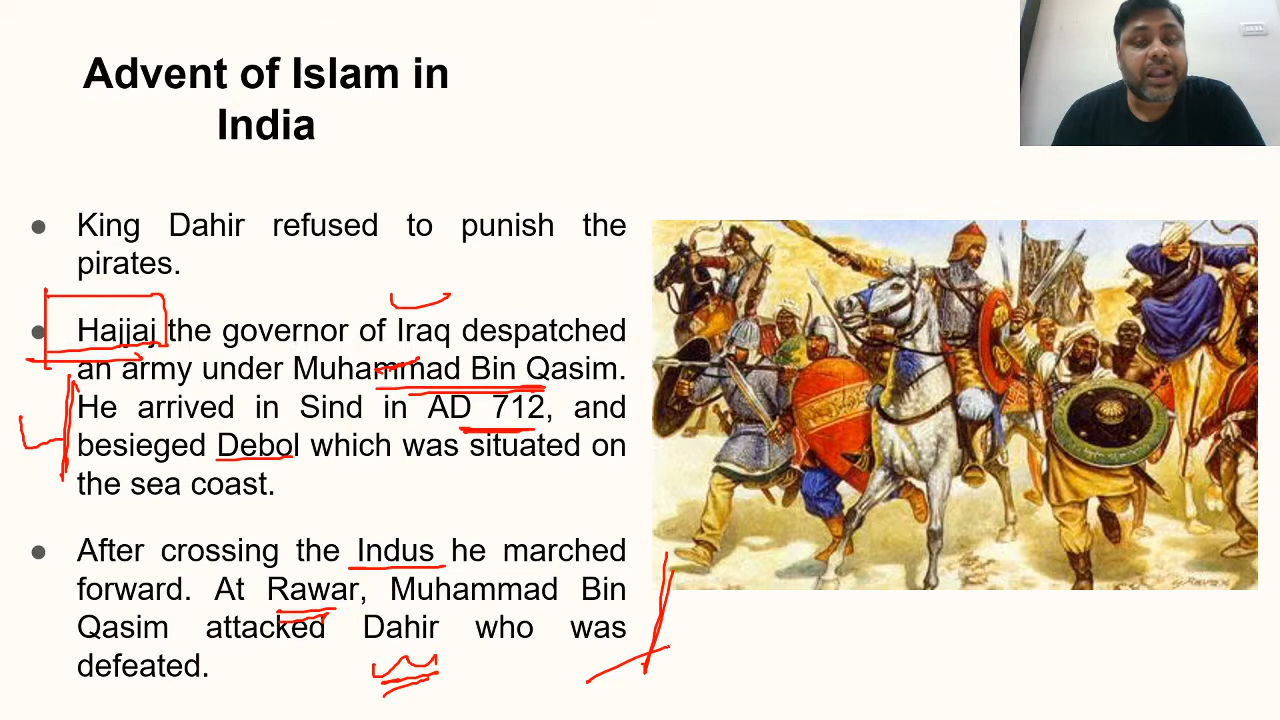 Advent of Islam in
India
● King Dahir refused to punish the
pirates.
● Hajjaj the governor of Iraq despatched
an army under Muhammad Bin Qasim.
He arrived in Sind in AD 712, and
besieged Debol which was situated on
the sea coast.
● After crossing the Indus he marched
forward. At Rawar, Muhammad Bin
Qasim attacked Dahir who was
defeated.